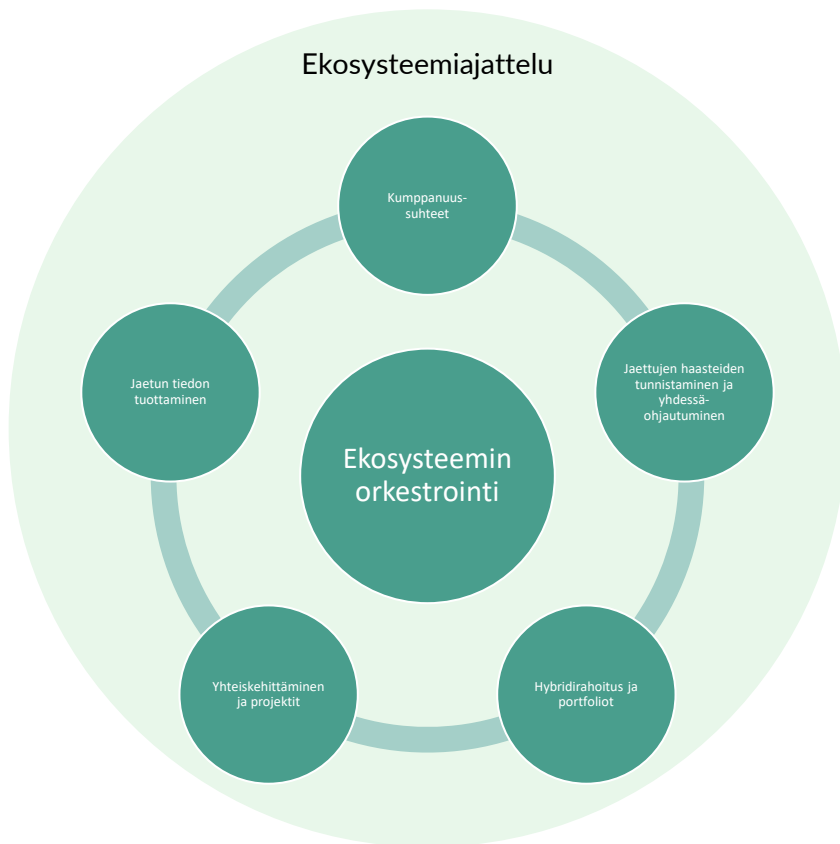 Ekosysteemiajattelu
Kumppanuus-
suhteet
Jaettujen haasteiden
tunnistaminen ja
yhdessä-
ohjautuminen
Jaetun tiedon
tuottaminen
Ekosysteemin
orkestrointi
Yhteiskehittäminen
ja projektit
Hybridirahoitus ja
portfoliot